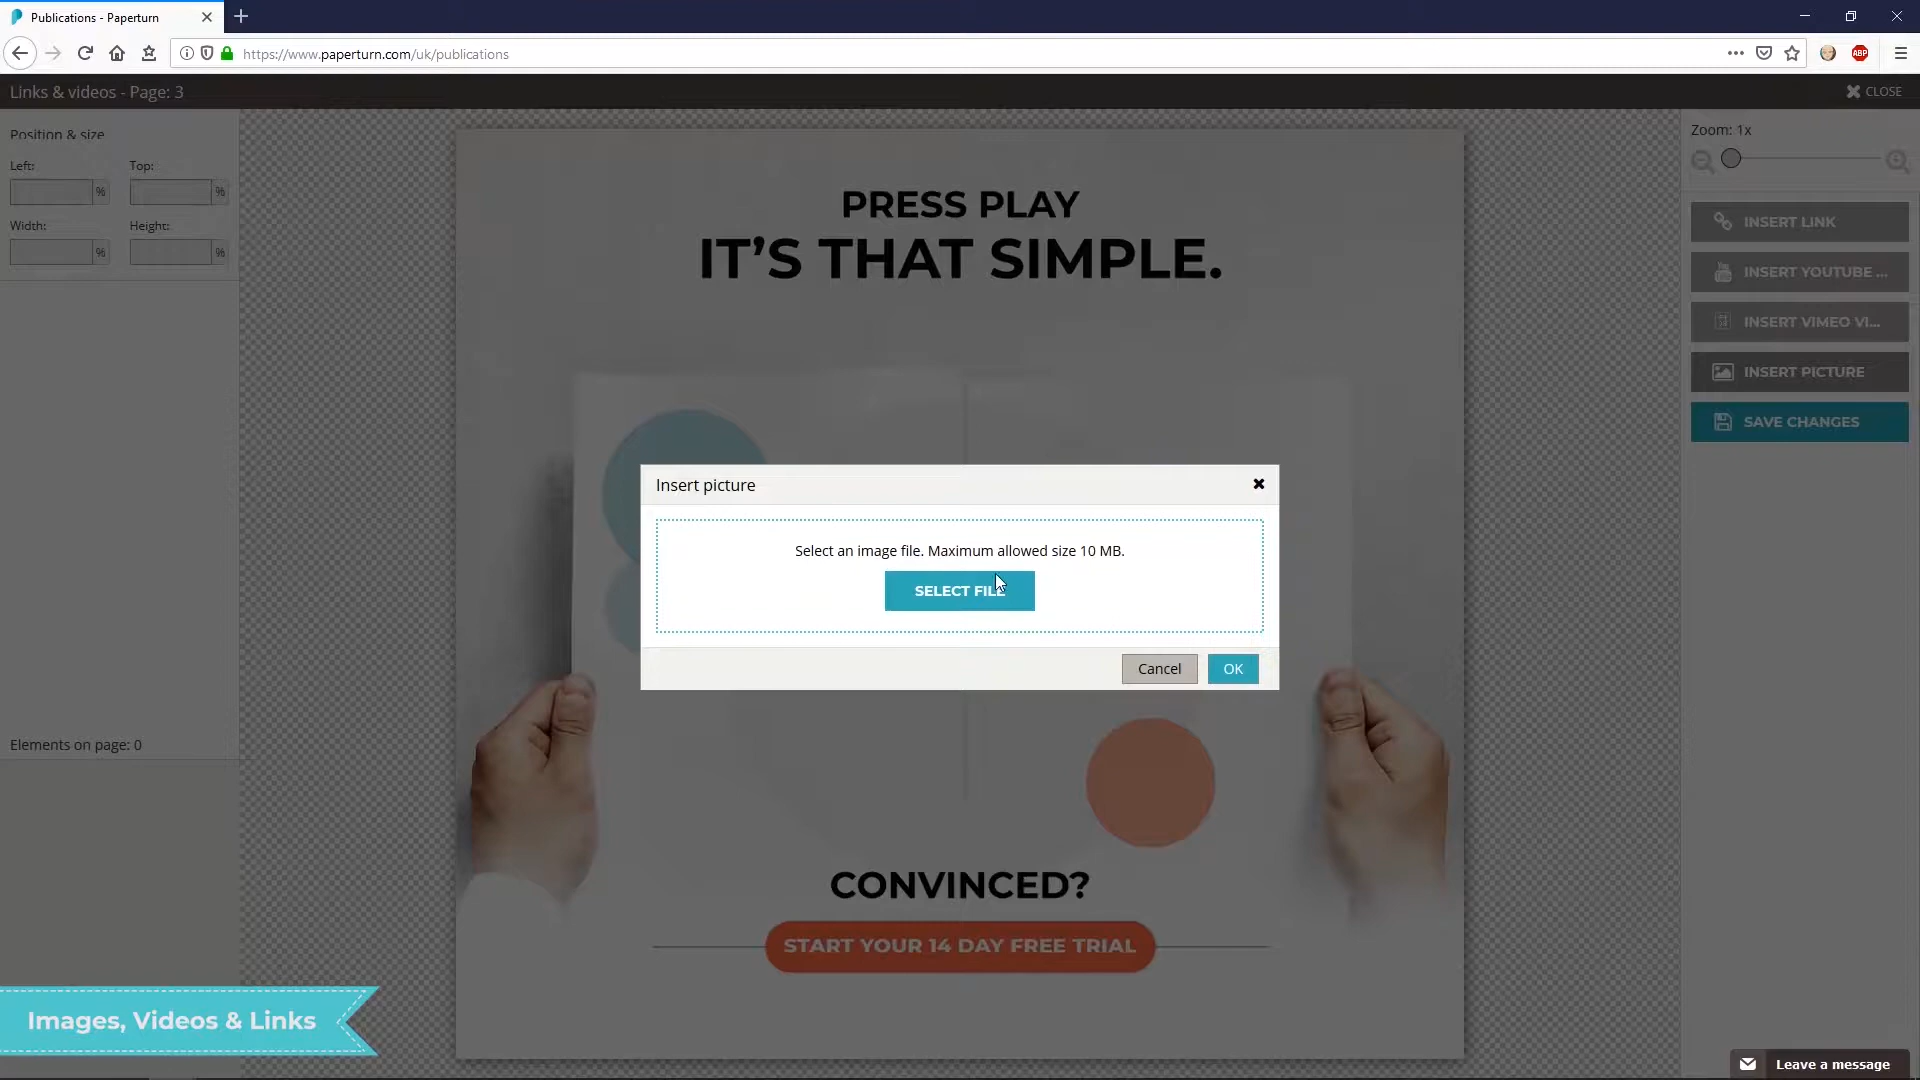 Publications - Paperturn
https://www.paperturn.com/uk/publications
ABP
Links & videos - Page: 3
CLOSE
Position & size
Left:
Top:
%
%
Width:
Height:
%
%
Elements on page: 0
PRESS PLAY
IT'S THAT SIMPLE.
Zoom: 1x
INSERT LINK
INSERT YOUTUBE ...
INSERT VIMEO VI...
INSERT PICTURE
SAVE CHANGES
Insert picture
Select an image file. Maximum allowed size 10 MB.
SELECT FILE
Cancel
OK
CONVINCED?
START YOUR 14 DAY FREE TRIAL
Images, Videos & Links
Leave a message